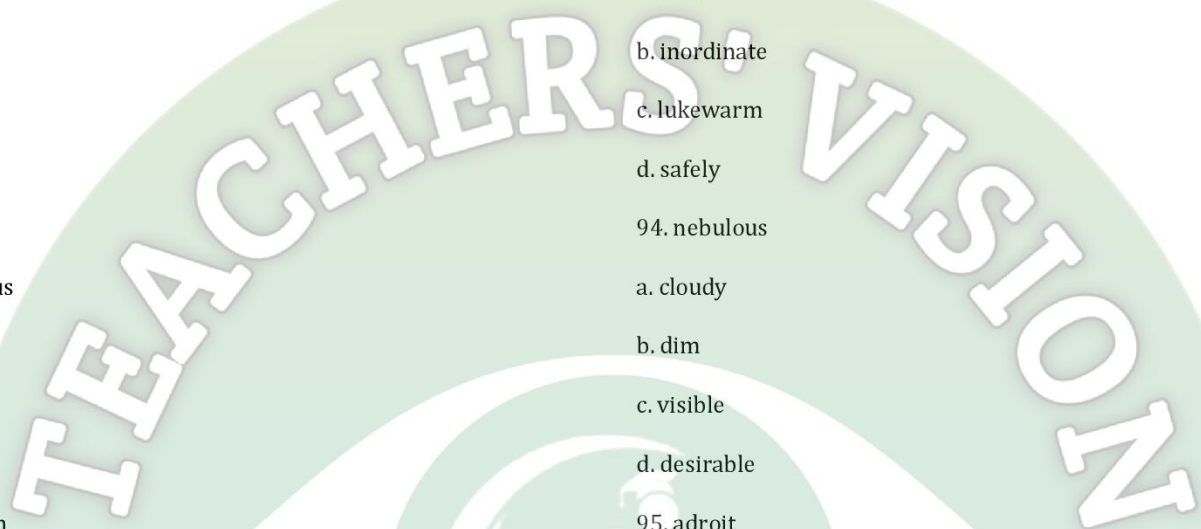 TEACHERS' VISION
b. inordinate
c. lukewarm
d. safely
94. nebulous
a. cloudy
b. dim
c. visible
d. desirable
95. adroit